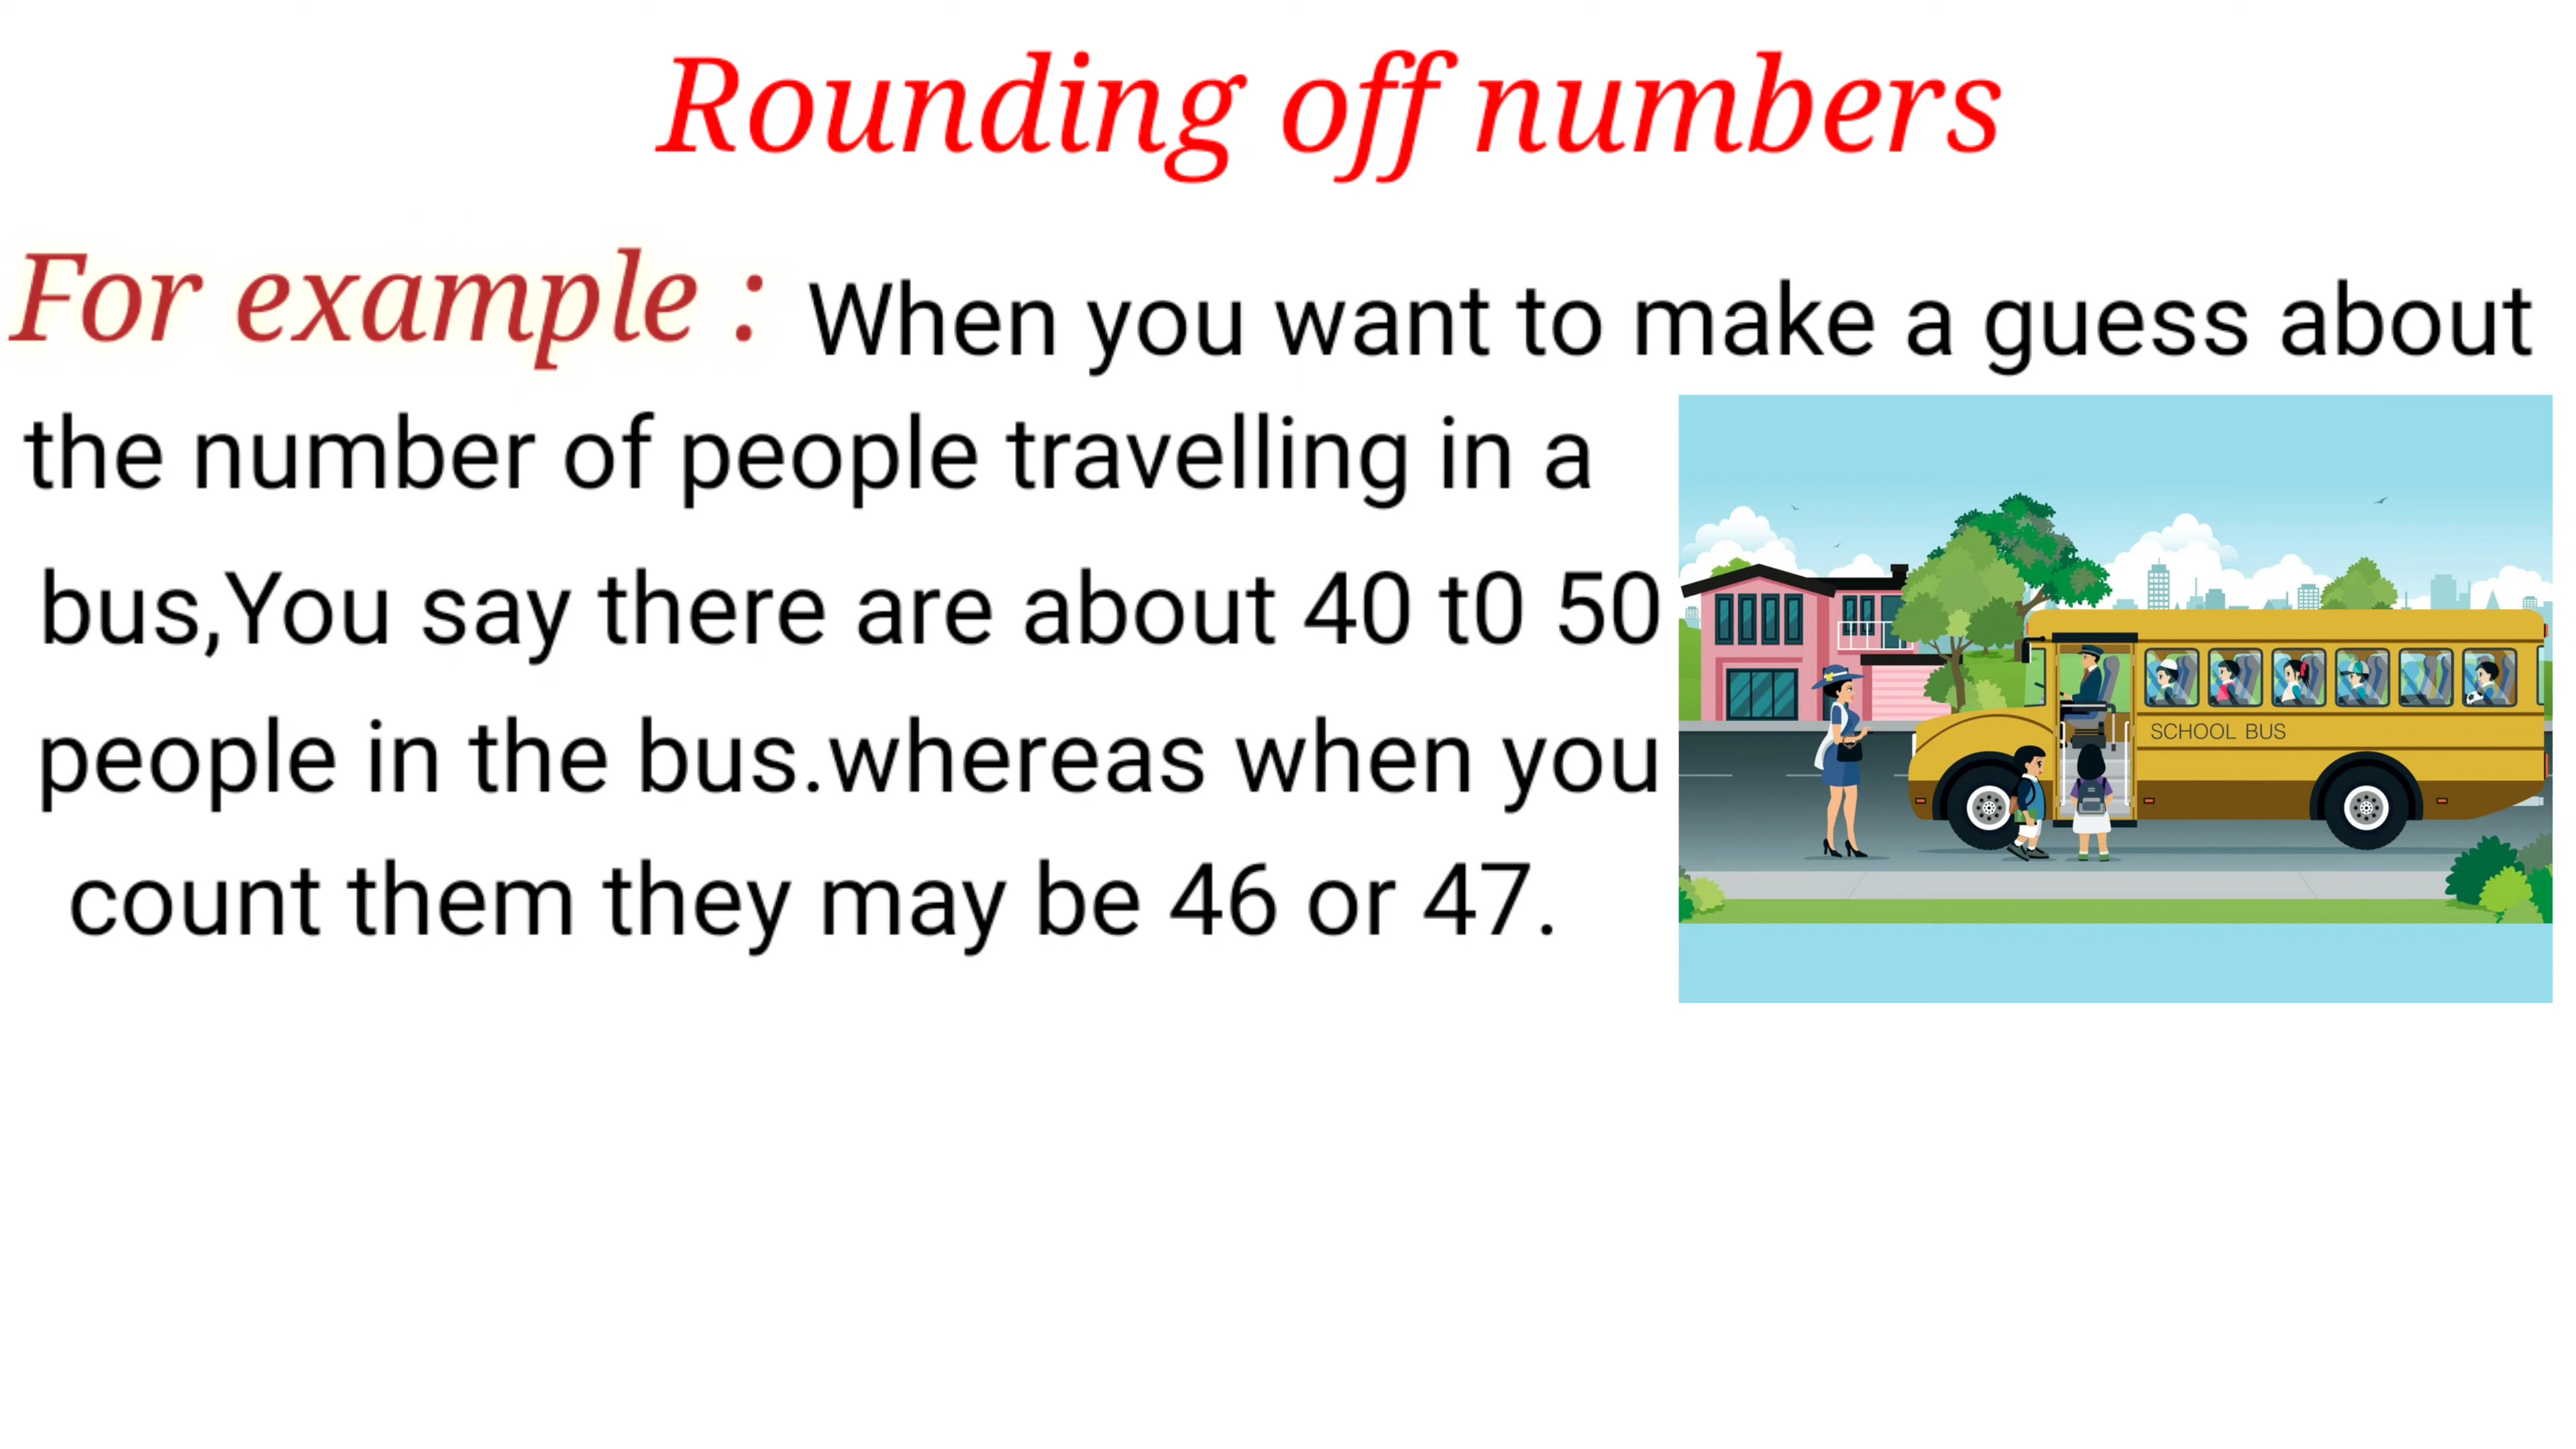 Rounding off numbers
For example : When you want to make a guess about
the number of people travelling in a
bus,You say there are about 40 t0 50
people in the bus.whereas when you
count them they may be 46 or 47.
SCHOOL BUS